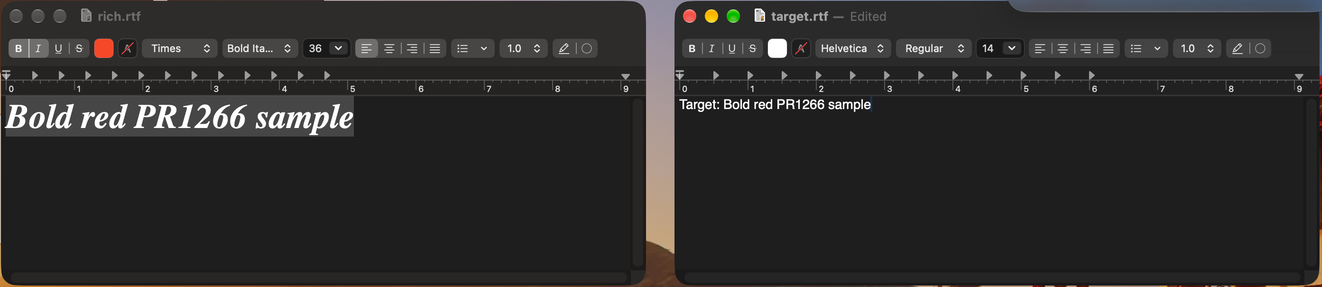 rich.rtf
B I U S A Times Bold Ita... 36 1.0
0 1 2 3 4 5 6 7 8 9
Bold red PR1266 sample
target.rtf — Edited
B I U S A Helvetica Regular 14 1.0
0 1 2 3 4 5 6 7 8 9
Target: Bold red PR1266 sample